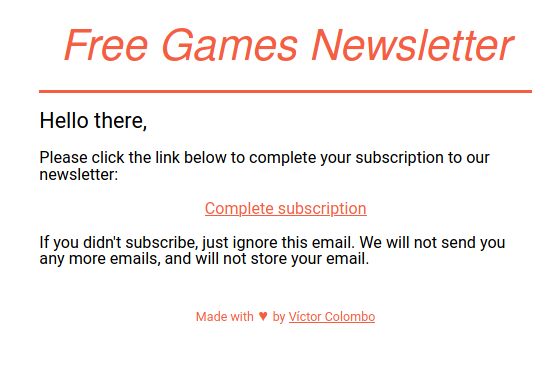 Free Games Newsletter
Hello there,
Please click the link below to complete your subscription to our
newsletter:
Complete subscription
If you didn't subscribe, just ignore this email. We will not send you
any more emails, and will not store your email.
Made with ♥ by Víctor Colombo